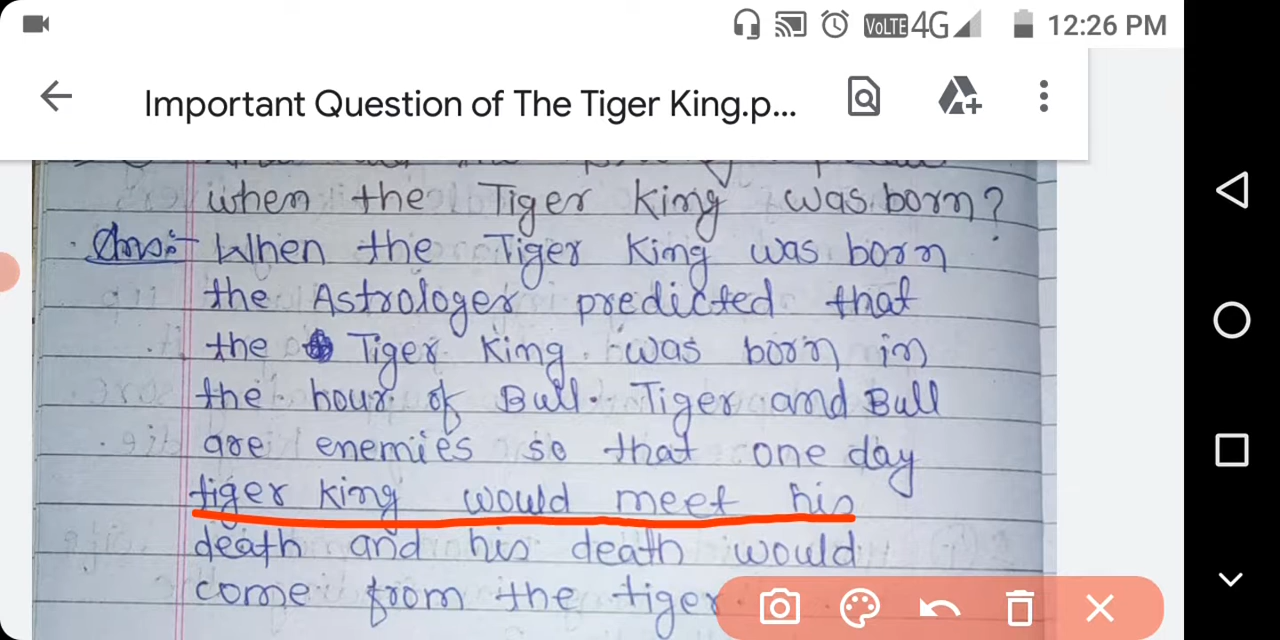 VoLTE 4G 12:26 PM
Important Question of The Tiger King.p...
when the Tiger King was born?
Ans:- When the Tiger King was born
the Astrologer predicted that
the Tiger King was born in
the hour of Bull. Tiger and Bull
are enemies so that one day
tiger king would meet his
death and his death would
come from the tiger